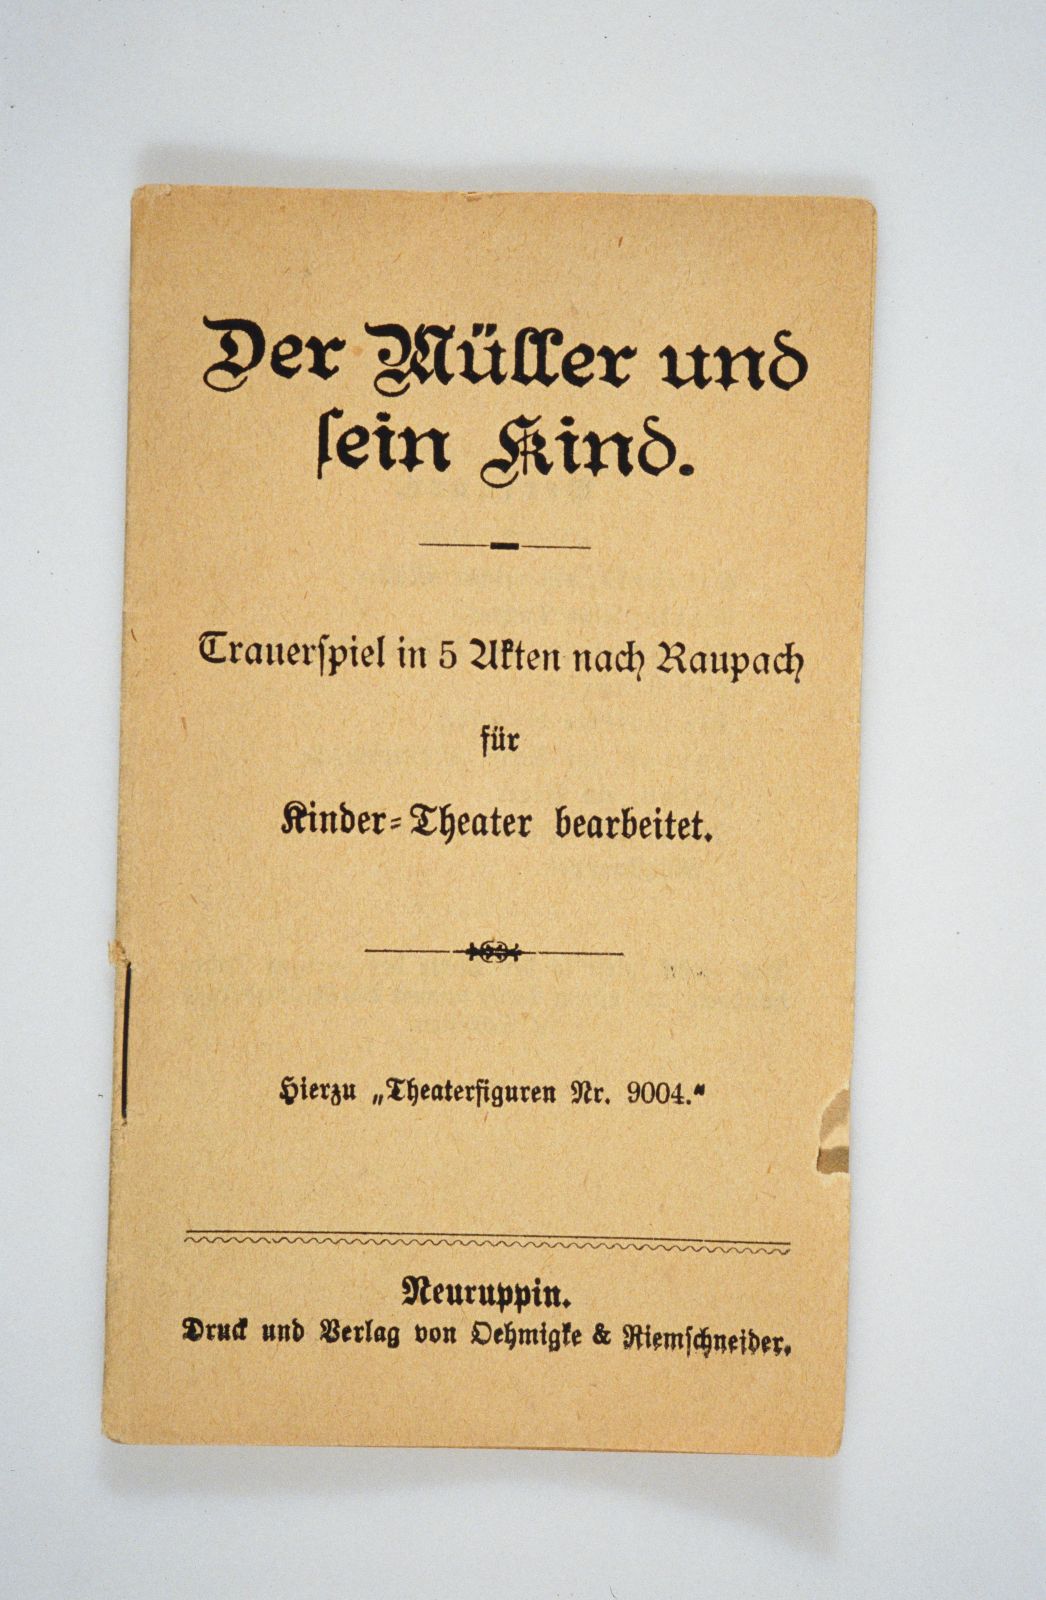 Der Müller und
sein Kind.
Trauerspiel in 5 Akten nach Raupach
für
Kinder-Theater bearbeitet.
Hierzu „Theaterfiguren Nr. 9004.“
Neuruppin.
Druck und Verlag von Oehmigke & Riemschneider.